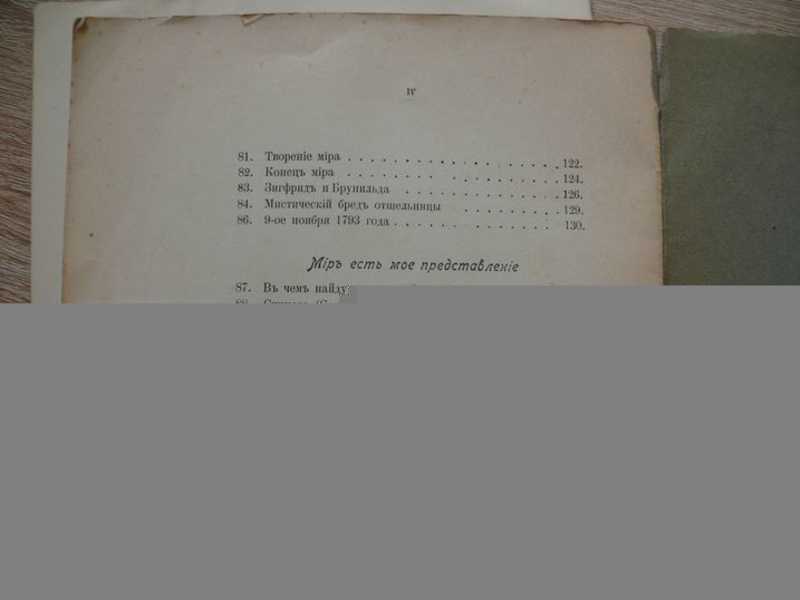 IV
81. Твореніе міра . . . . . . . . . . . . . . . 122.
82. Конецъ міра . . . . . . . . . . . . . . . 124.
83. Зигфридъ и Брунильда . . . . . . . . . . . 126.
84. Мистическій бредъ отшельницы . . . . . . . 129.
86. 9-ое ноября 1793 года . . . . . . . . . . . 130.
Міръ есть мое представленіе
87. Въ чемъ найду